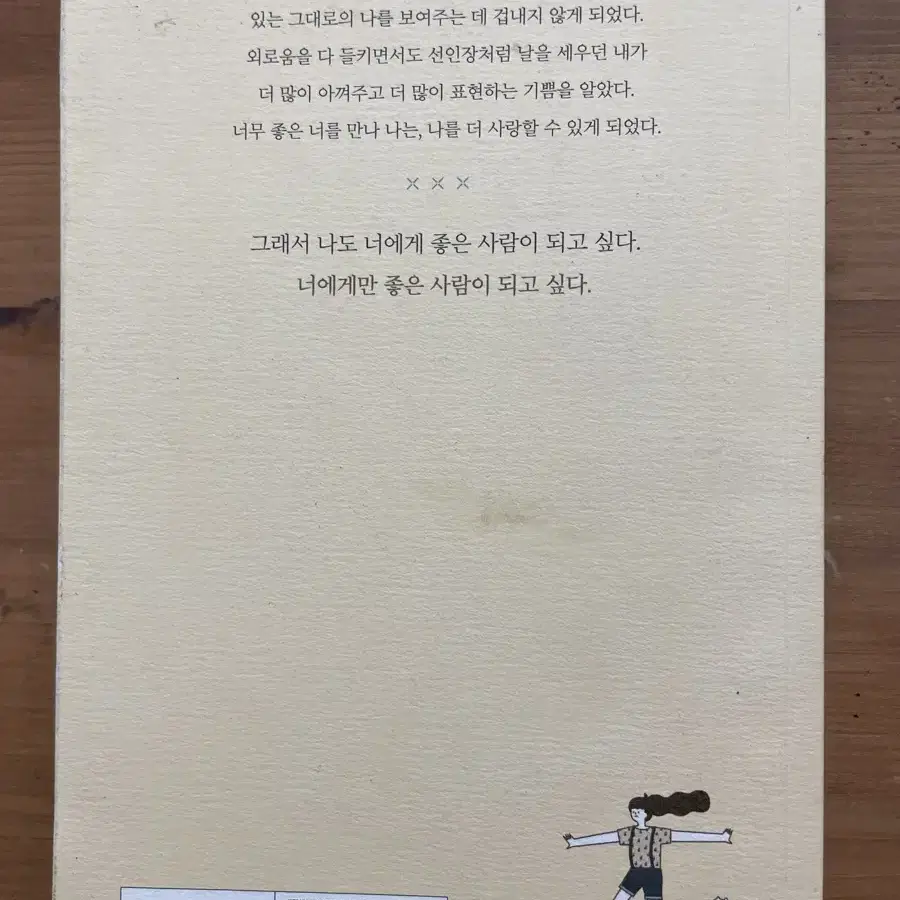 있는 그대로의 나를 보여주는 데 겁내지 않게 되었다.
외로움을 다 들키면서도 선인장처럼 날을 세우던 내가
더 많이 아껴주고 더 많이 표현하는 기쁨을 알았다.
너무 좋은 너를 만나 나는, 나를 더 사랑할 수 있게 되었다.
그래서 나도 너에게 좋은 사람이 되고 싶다.
너에게만 좋은 사람이 되고 싶다.